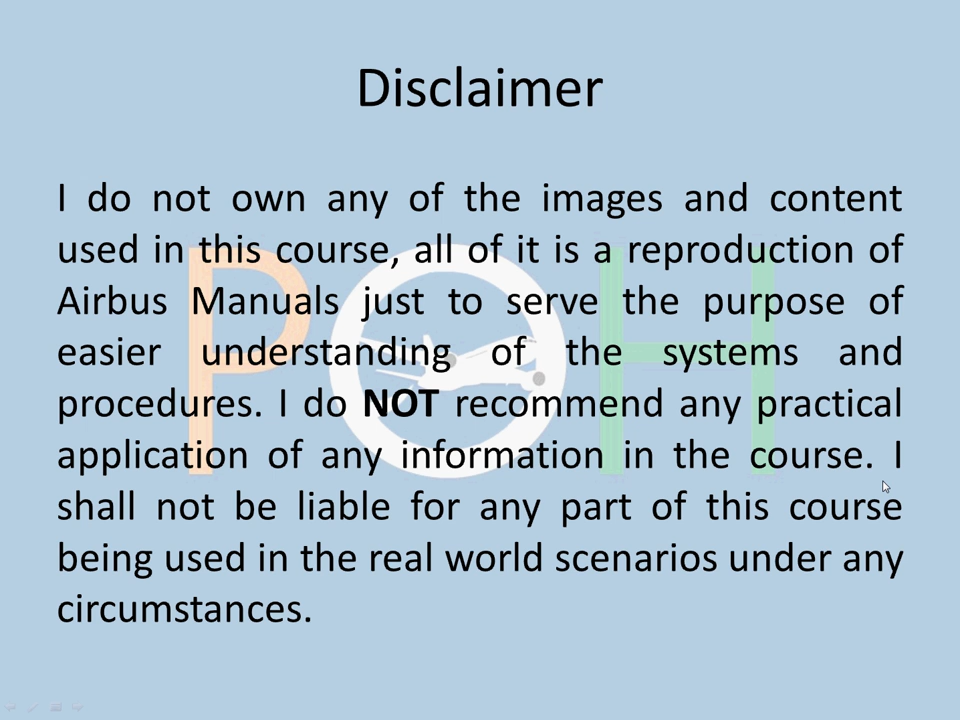 Disclaimer
I do not own any of the images and content
used in this course, all of it is a reproduction of
Airbus Manuals just to serve the purpose of
easier understanding of the systems and
procedures. I do NOT recommend any practical
application of any information in the course. I
shall not be liable for any part of this course
being used in the real world scenarios under any
circumstances.
POH